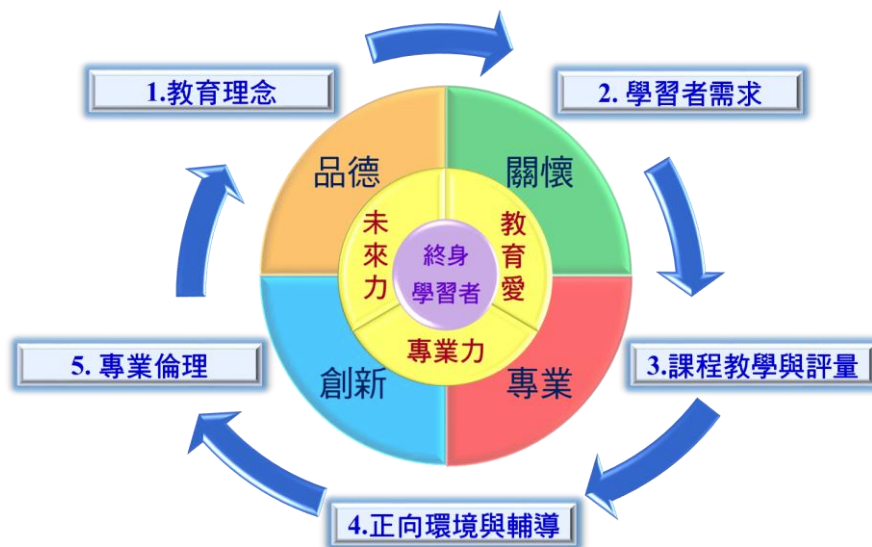 1.教育理念
2. 學習者需求
品德
關懷
未來力
教育愛
終身
學習者
專業力
5. 專業倫理
3.課程教學與評量
創新
專業
4.正向環境與輔導